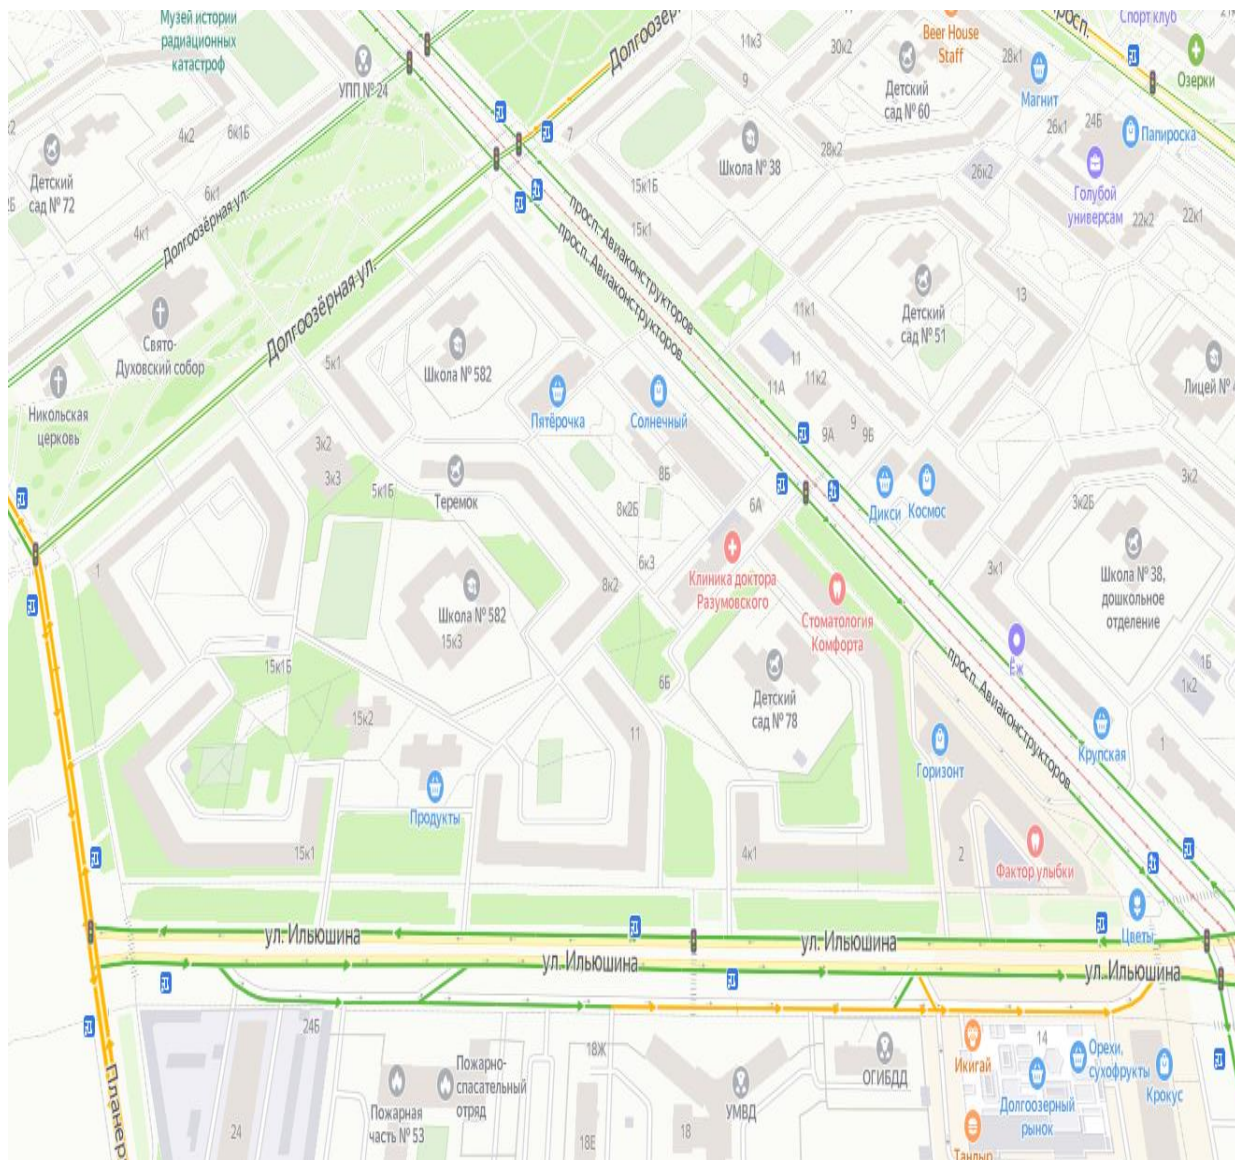 Музей истории
радиационных
катастроф
УПП № 24
Долгоозёр
11к3
9
30к2
Beer House
Staff
28к1
просп.
Спорт клуб
Озерки
Магнит
Детский
сад № 60
26к1
24Б
Папироска
4к2
6к1Б
7
Школа № 38
28к2
26к2
Голубой
универсам
22к2
22к1
Детский
сад № 72
2Б
6к1
4к1
Долгоозёрная ул.
15к1Б
15к1
просп. Авиаконструкторов
просп. Авиаконструкторов
Долгоозёрная ул.
Свято-
Духовский собор
Никольская
церковь
5к1
Школа № 582
Пятёрочка
Солнечный
11к1
11
11А
11к2
Детский
сад № 51
13
Лицей № 4
9А
9
9Б
3к2
3к3
5к1Б
Теремок
8Б
8к2Б
6А
Дикси
Космос
3к2
3к2Б
1
8к2
6к3
Клиника доктора
Разумовского
3к1
Школа № 38,
дошкольное
отделение
Школа № 582
15к3
Стоматология
Комфорта
15к1Б
6Б
Детский
сад № 78
просп. Авиаконструкторов
Ёж
1Б
1к2
15к2
11
Горизонт
Крупская
1
Продукты
15к1
4к1
2
Фактор улыбки
Цветы
ул. Ильюшина
ул. Ильюшина
ул. Ильюшина
ул. Ильюшина
Планер
24Б
24
Пожарная
часть № 53
Пожарно-
спасательный
отряд
18Ж
18Е
18
УМВД
ОГИБДД
Икигай
14
Орехи,
сухофрукты
Долгоозерный
рынок
Крокус
Тандыр